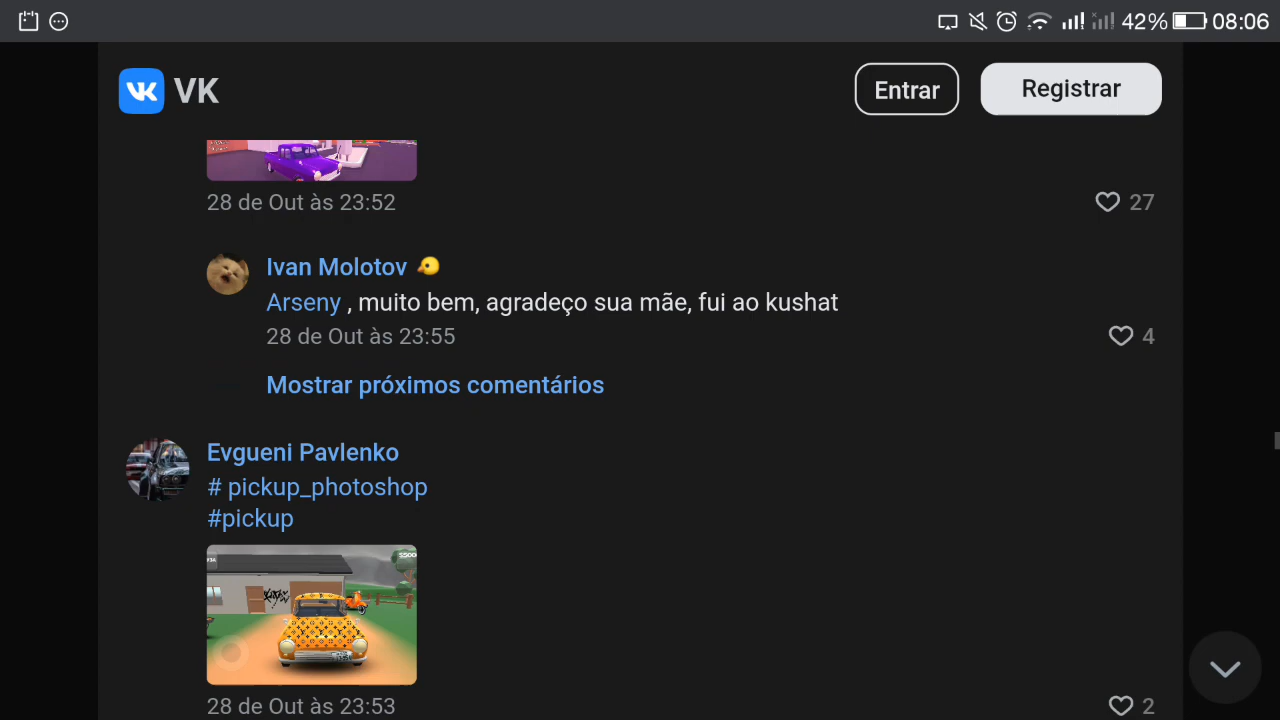 42% 08:06
VK
Entrar
Registrar
28 de Out às 23:52
27
Ivan Molotov
Arseny , muito bem, agradeço sua mãe, fui ao kushat
28 de Out às 23:55
4
Mostrar próximos comentários
Evgueni Pavlenko
# pickup_photoshop
#pickup
28 de Out às 23:53
2